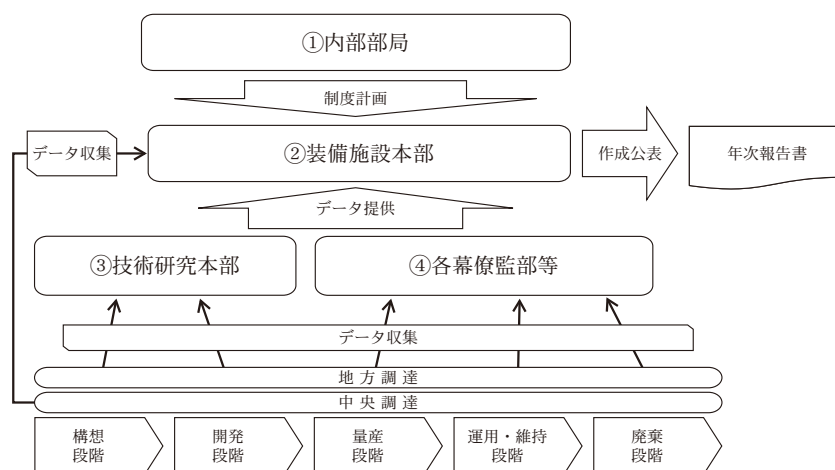 ①内部部局
制度計画
データ収集
②装備施設本部
作成公表
年次報告書
データ提供
③技術研究本部
④各幕僚監部等
データ収集
地方調達
中央調達
構想
段階
開発
段階
量産
段階
運用・維持
段階
廃棄
段階